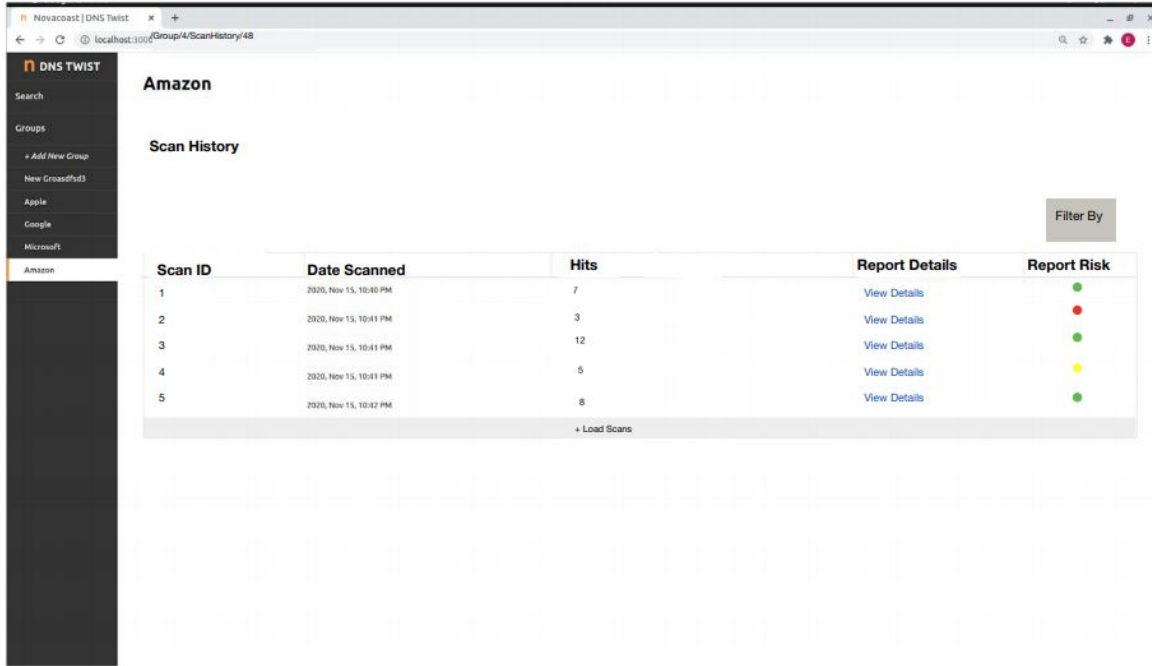 Novacoast | DNS Twist
localhost:3000/Group/4/ScanHistory/48
E
n DNS TWIST
Search
Groups
+ Add New Group
New Groasdfsd3
Apple
Google
Microsoft
Amazon
Amazon
Scan History
Filter By
Scan ID Date Scanned Hits Report Details Report Risk
1 2020, Nov 15, 10:40 PM 7 View Details
2 2020, Nov 15, 10:41 PM 3 View Details
3 2020, Nov 15, 10:41 PM 12 View Details
4 2020, Nov 15, 10:41 PM 5 View Details
5 2020, Nov 15, 10:42 PM 8 View Details
+ Load Scans